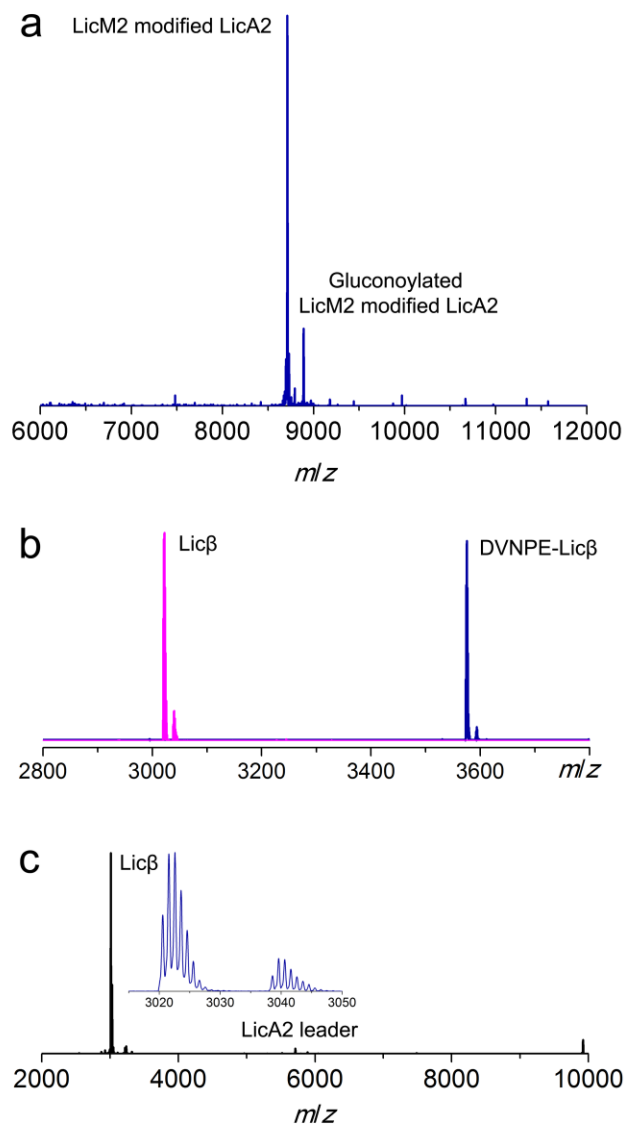 a
LicM2 modified LicA2
Gluconoylated
LicM2 modified LicA2
6000 7000 8000 9000 10000 11000 12000
m/z
b
Licβ
DVNPE-Licβ
2800 3000 3200 3400 3600 m/z
c
Licβ
3020 3030 3040 3050
LicA2 leader
2000 4000 6000 8000 10000
m/z